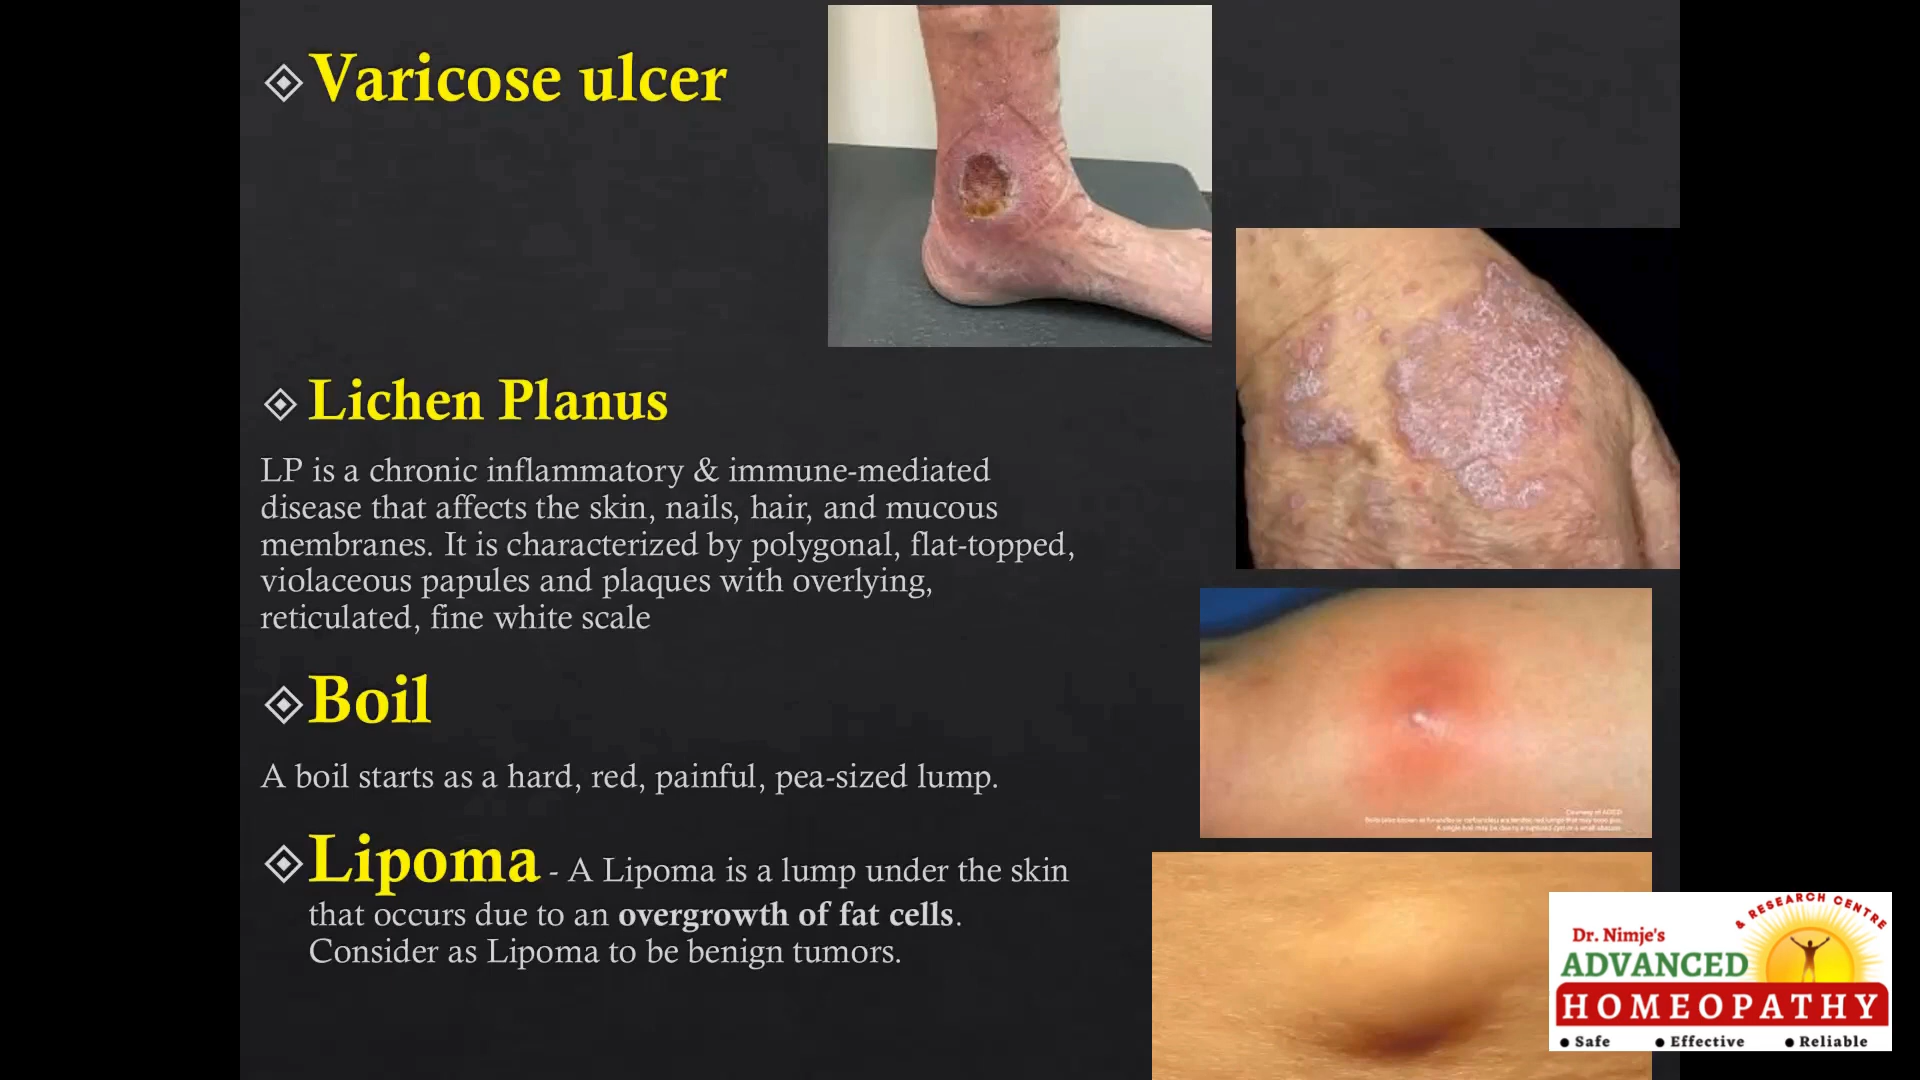 Varicose ulcer
Lichen Planus
LP is a chronic inflammatory & immune-mediated
disease that affects the skin, nails, hair, and mucous
membranes. It is characterized by polygonal, flat-topped,
violaceous papules and plaques with overlying,
reticulated, fine white scale
Boil
A boil starts as a hard, red, painful, pea-sized lump.
Lipoma - A Lipoma is a lump under the skin
that occurs due to an overgrowth of fat cells.
Consider as Lipoma to be benign tumors.
& RESEARCH CENTRE
Dr. Nimje's
ADVANCED
HOMEOPATHY
● Safe ● Effective ● Reliable